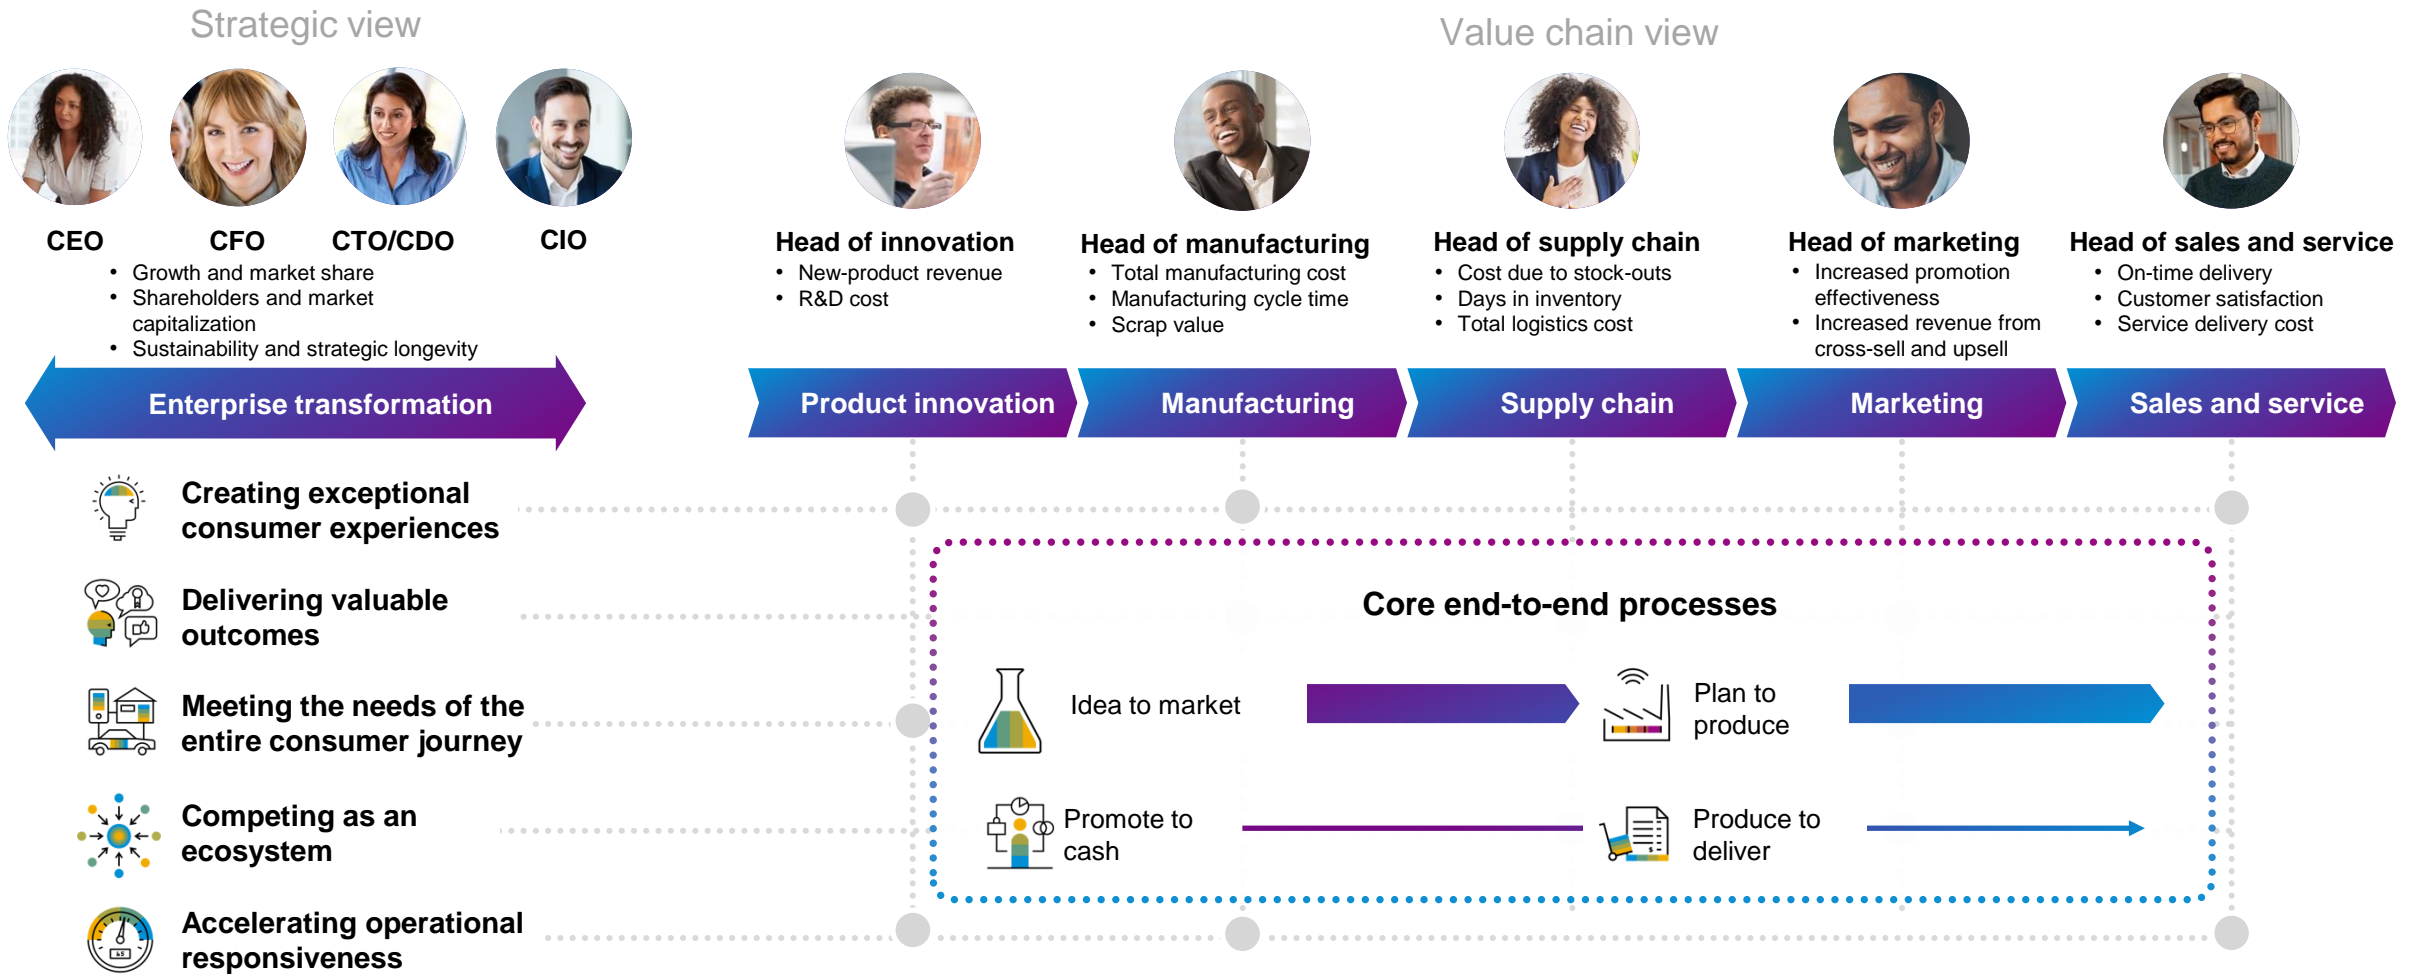 Strategic view
Value chain view
CEO
CFO
CTO/CDO
CIO
• Growth and market share
• Shareholders and market
capitalization
• Sustainability and strategic longevity
Head of innovation
• New-product revenue
• R&D cost
Head of manufacturing
• Total manufacturing cost
• Manufacturing cycle time
• Scrap value
Head of supply chain
• Cost due to stock-outs
• Days in inventory
• Total logistics cost
Head of marketing
• Increased promotion
effectiveness
• Increased revenue from
cross-sell and upsell
Head of sales and service
• On-time delivery
• Customer satisfaction
• Service delivery cost
Enterprise transformation
Product innovation
Manufacturing
Supply chain
Marketing
Sales and service
Creating exceptional
consumer experiences
Delivering valuable
outcomes
Meeting the needs of the
entire consumer journey
Competing as an
ecosystem
Accelerating operational
responsiveness
Core end-to-end processes
Idea to market
Plan to
produce
Promote to
cash
Produce to
deliver